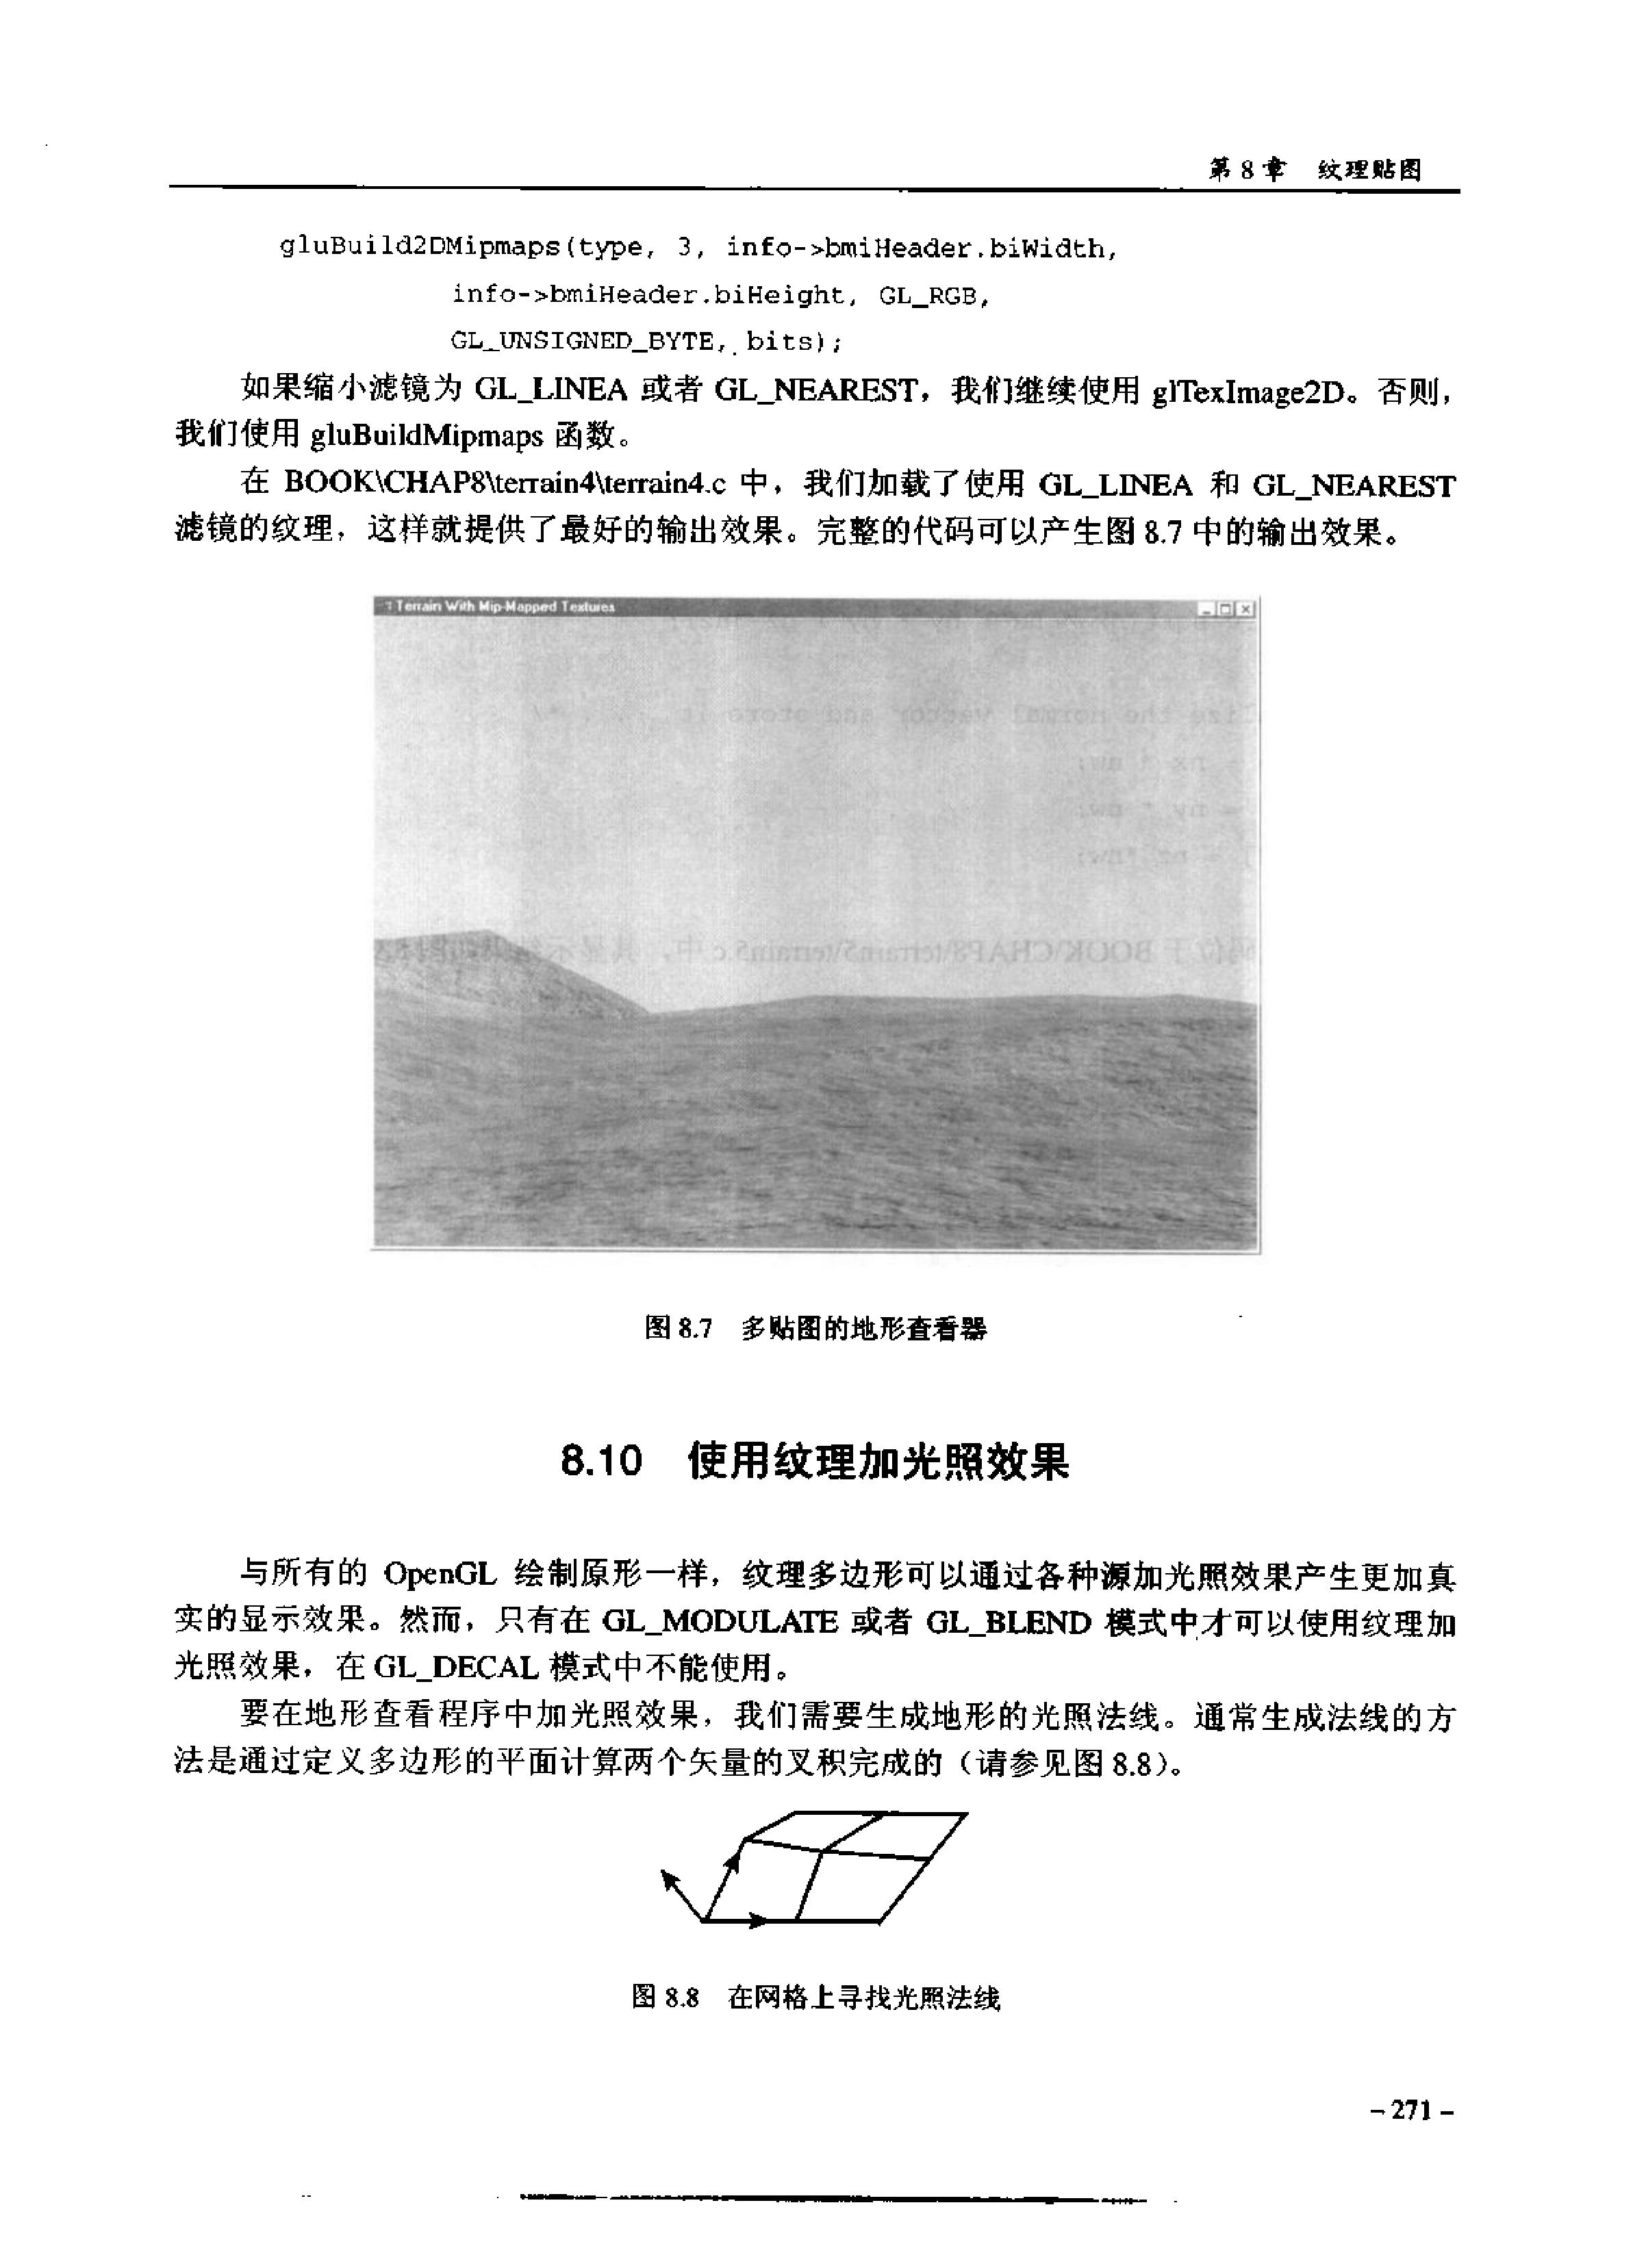 第 8 章 纹理贴图
gluBuild2DMipmaps(type, 3, info->bmiHeader.biWidth,
info->bmiHeader.biHeight, GL_RGB,
GL_UNSIGNED_BYTE, bits);
如果缩小滤镜为 GL_LINEA 或者 GL_NEAREST，我们继续使用 glTexImage2D。否则，
我们使用 gluBuildMipmaps 函数。
在 BOOK\CHAP8\terrain4\terrain4.c 中，我们加载了使用 GL_LINEA 和 GL_NEAREST
滤镜的纹理，这样就提供了最好的输出效果。完整的代码可以产生图 8.7 中的输出效果。
Terrain With Mip-Mapped Textures
图 8.7 多贴图的地形查看器
8.10 使用纹理加光照效果
与所有的 OpenGL 绘制原形一样，纹理多边形可以通过各种源加光照效果产生更加真
实的显示效果。然而，只有在 GL_MODULATE 或者 GL_BLEND 模式中才可以使用纹理加
光照效果，在 GL_DECAL 模式中不能使用。
要在地形查看程序中加光照效果，我们需要生成地形的光照法线。通常生成法线的方
法是通过定义多边形的平面计算两个矢量的叉积完成的（请参见图 8.8）。
图 8.8 在网格上寻找光照法线
- 271 -